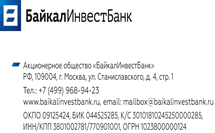 БайкалИнвестБанк
Акционерное общество «БайкалИнвестБанк»
РФ, 109004, г. Москва, ул. Станиславского, д. 4, стр. 1
Тел.: +7 (499) 968-94-23
www.baikalinvestbank.ru, email: mailbox@baikalinvestbank.ru
ОКПО 09125424, БИК 044525285, К/С 30101810245250000285,
ИНН/КПП 3801002781/770901001, ОГРН 1023800000124